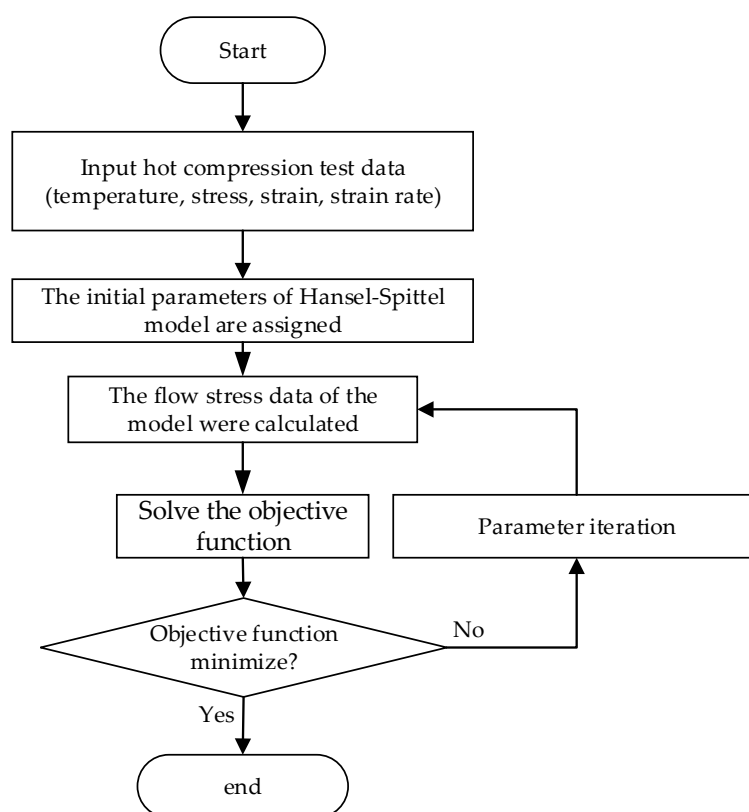 Start
Input hot compression test data
(temperature, stress, strain, strain rate)
The initial parameters of Hansel-Spittel
model are assigned
The flow stress data of the
model were calculated
Solve the objective
function
Parameter iteration
Objective function
minimize?
No
Yes
end